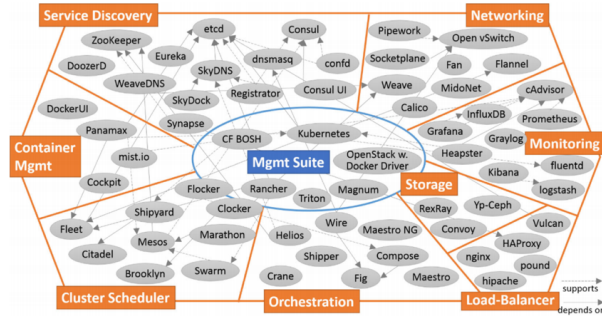 Service Discovery
Networking
ZooKeeper
etcd
Consul
Pipework
Open vSwitch
Eureka
dnsmasq
confd
Socketplane
Fan
Flannel
DoozerD
SkyDNS
WeaveDNS
Consul UI
Weave
MidoNet
cAdvisor
SkyDock
Registrator
Calico
InfluxDB
Prometheus
DockerUI
Synapse
Panamax
CF BOSH
Kubernetes
Grafana
Graylog
Container
Mgmt
Monitoring
mist.io
Mgmt Suite
OpenStack w.
Docker Driver
Heapster
fluentd
Kibana
logstash
Cockpit
Flocker
Rancher
Magnum
Storage
Triton
RexRay
Yp-Ceph
Fleet
Shipyard
Clocker
Wire
Convoy
Vulcan
Citadel
Mesos
Marathon
Helios
Maestro NG
HAProxy
Shipper
Compose
nginx
pound
Brooklyn
Swarm
Crane
Fig
Maestro
hipache
supports
Cluster Scheduler
Orchestration
Load-Balancer
depends on